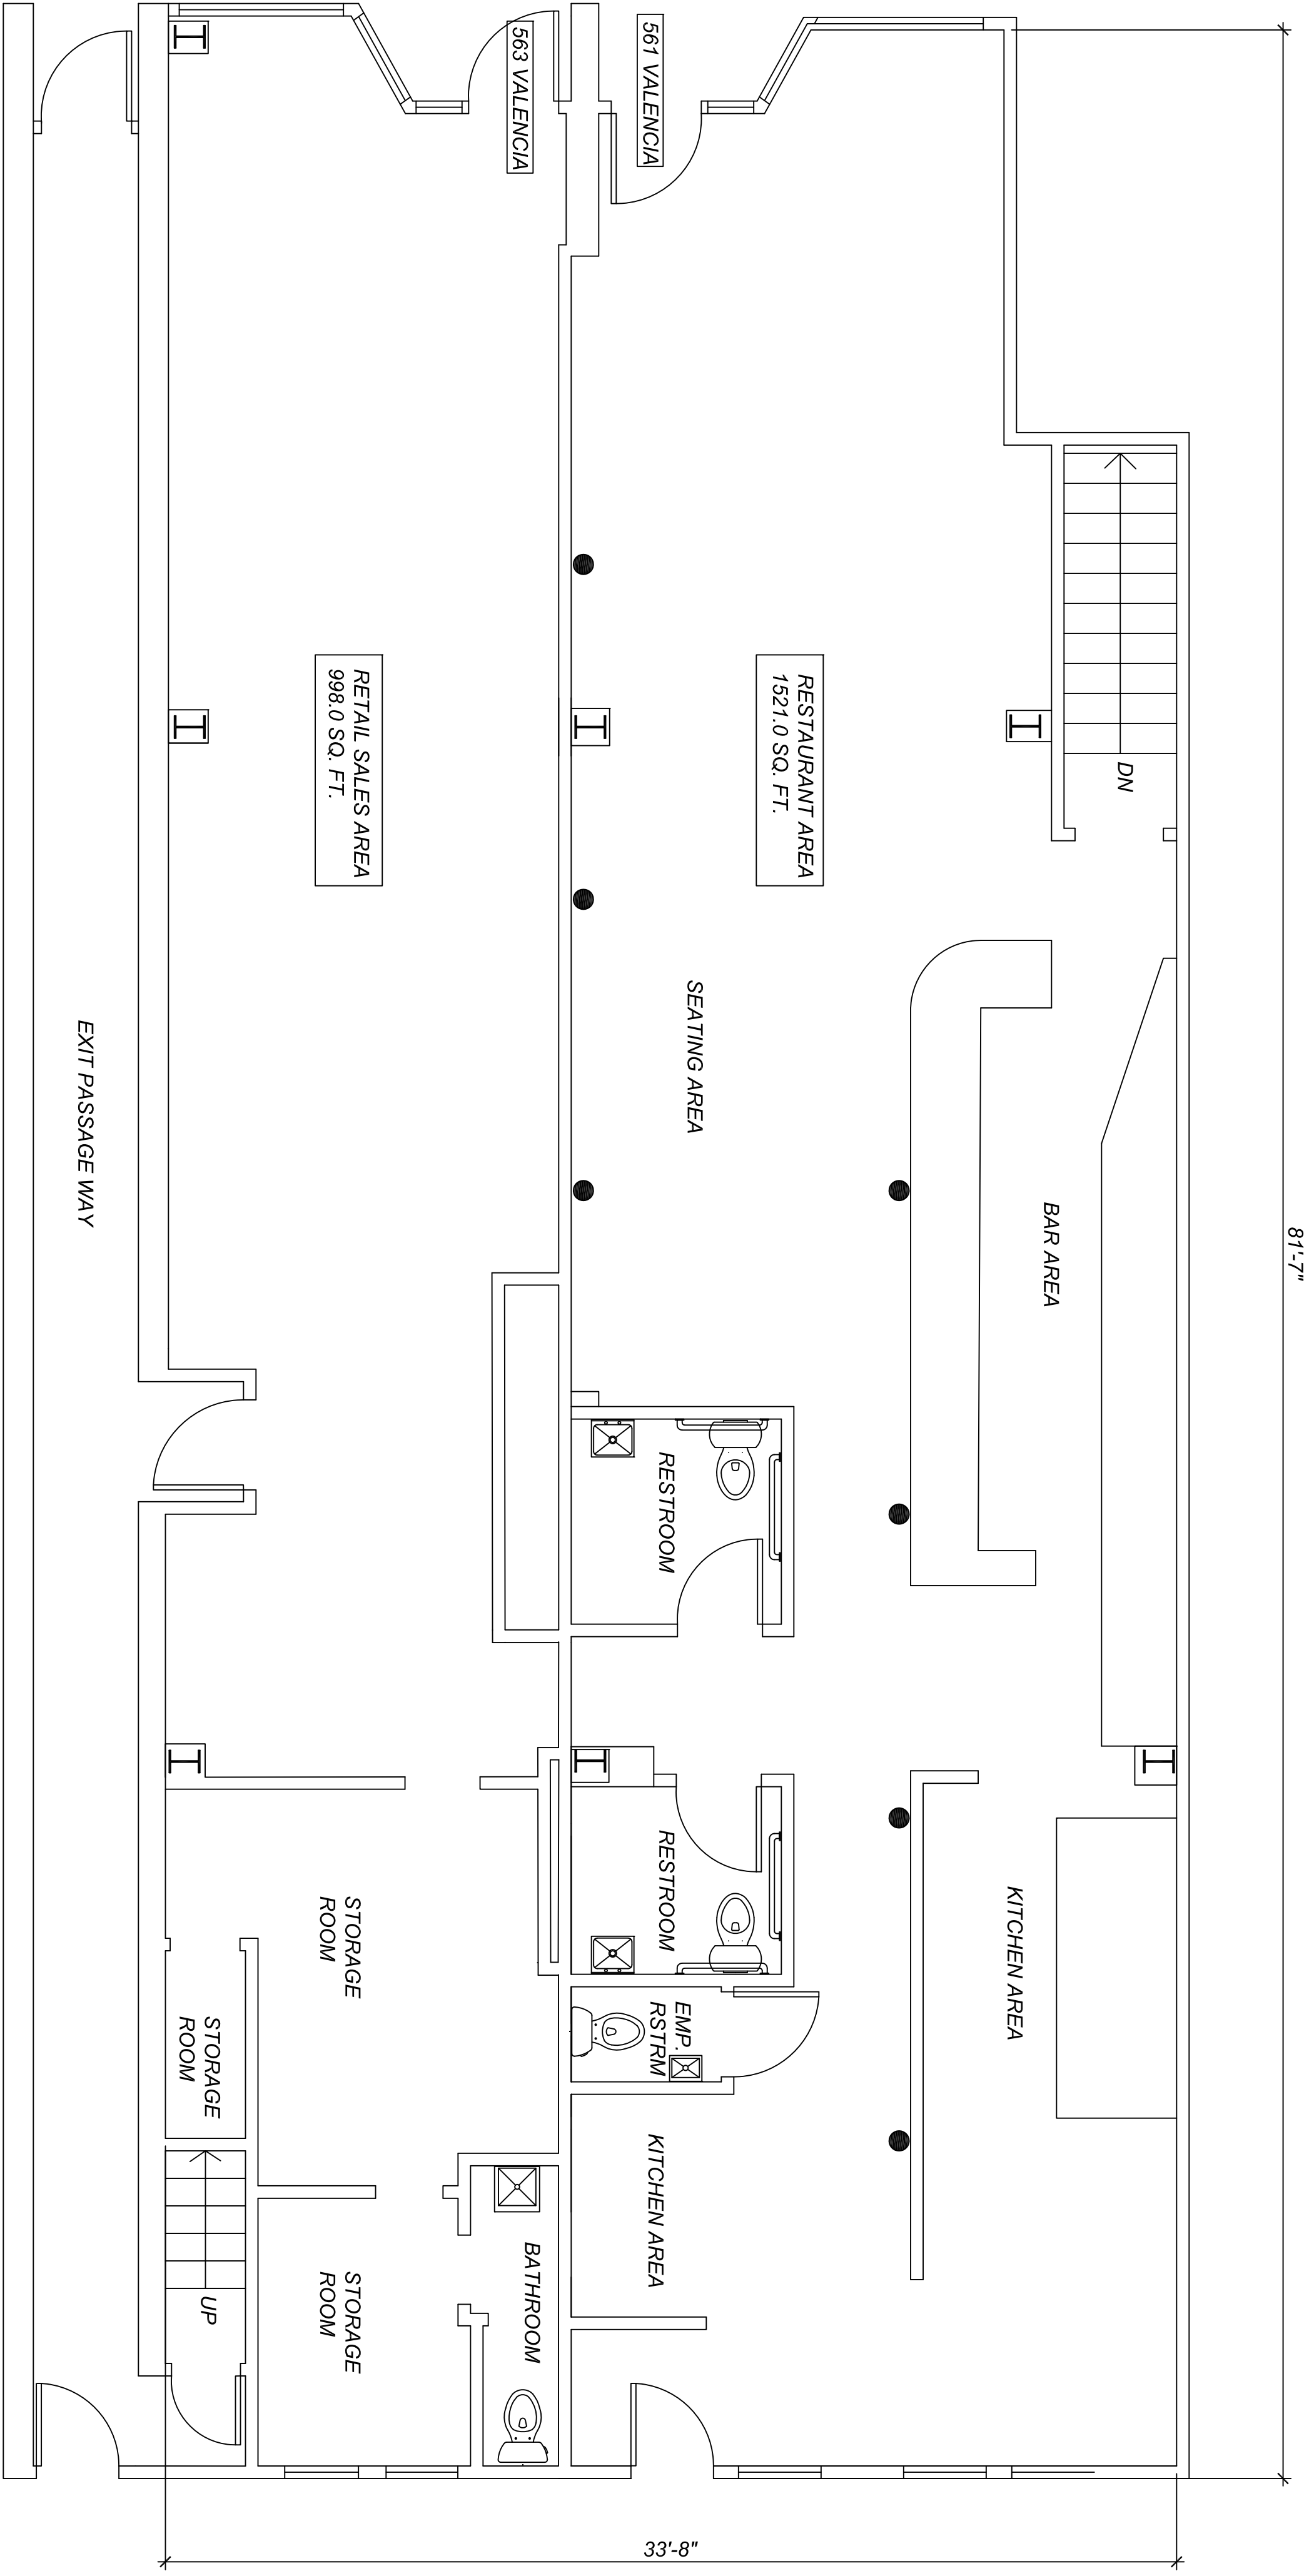 563 VALENCIA
561 VALENCIA
RETAIL SALES AREA
998.0 SQ. FT.
RESTAURANT AREA
1521.0 SQ. FT.
DN
SEATING AREA
EXIT PASSAGE WAY
BAR AREA
81'-7"
RESTROOM
RESTROOM
KITCHEN AREA
STORAGE
ROOM
STORAGE
ROOM
EMP.
RSTRM
KITCHEN AREA
BATHROOM
STORAGE
ROOM
UP
33'-8"